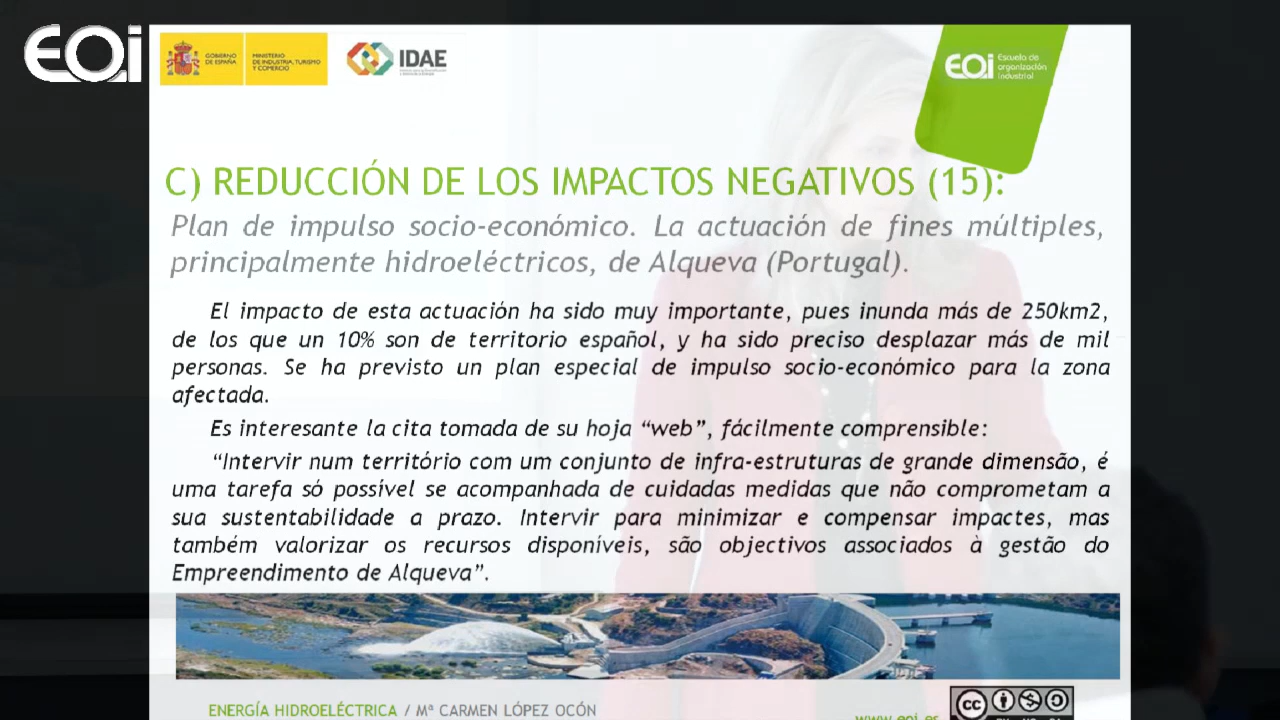 EOi
GOBIERNO
DE ESPAÑA
MINISTERIO
DE INDUSTRIA, TURISMO
Y COMERCIO
IDAE
EOi
Escuela de
organización
industrial
C) REDUCCIÓN DE LOS IMPACTOS NEGATIVOS (15):
Plan de impulso socio-económico. La actuación de fines múltiples,
principalmente hidroeléctricos, de Alqueva (Portugal).
El impacto de esta actuación ha sido muy importante, pues inunda más de 250km2,
de los que un 10% son de territorio español, y ha sido preciso desplazar más de mil
personas. Se ha previsto un plan especial de impulso socio-económico para la zona
afectada.
Es interesante la cita tomada de su hoja “web”, fácilmente comprensible:
“Intervir num território com um conjunto de infra-estruturas de grande dimensão, é
uma tarefa só possível se acompanhada de cuidadas medidas que não comprometam a
sua sustentabilidade a prazo. Intervir para minimizar e compensar impactes, mas
também valorizar os recursos disponíveis, são objectivos associados à gestão do
Empreendimento de Alqueva”.
ENERGÍA HIDROELÉCTRICA / Mª CARMEN LÓPEZ OCÓN
www.eoi.es
cc